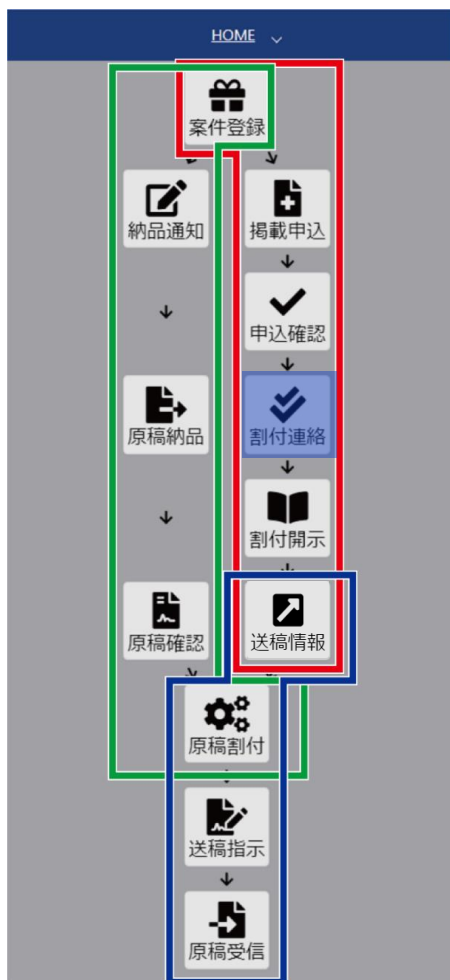 HOME
案件登録
納品通知
掲載申込
申込確認
原稿納品
割付連絡
割付開示
原稿確認
送稿情報
原稿割付
送稿指示
原稿受信